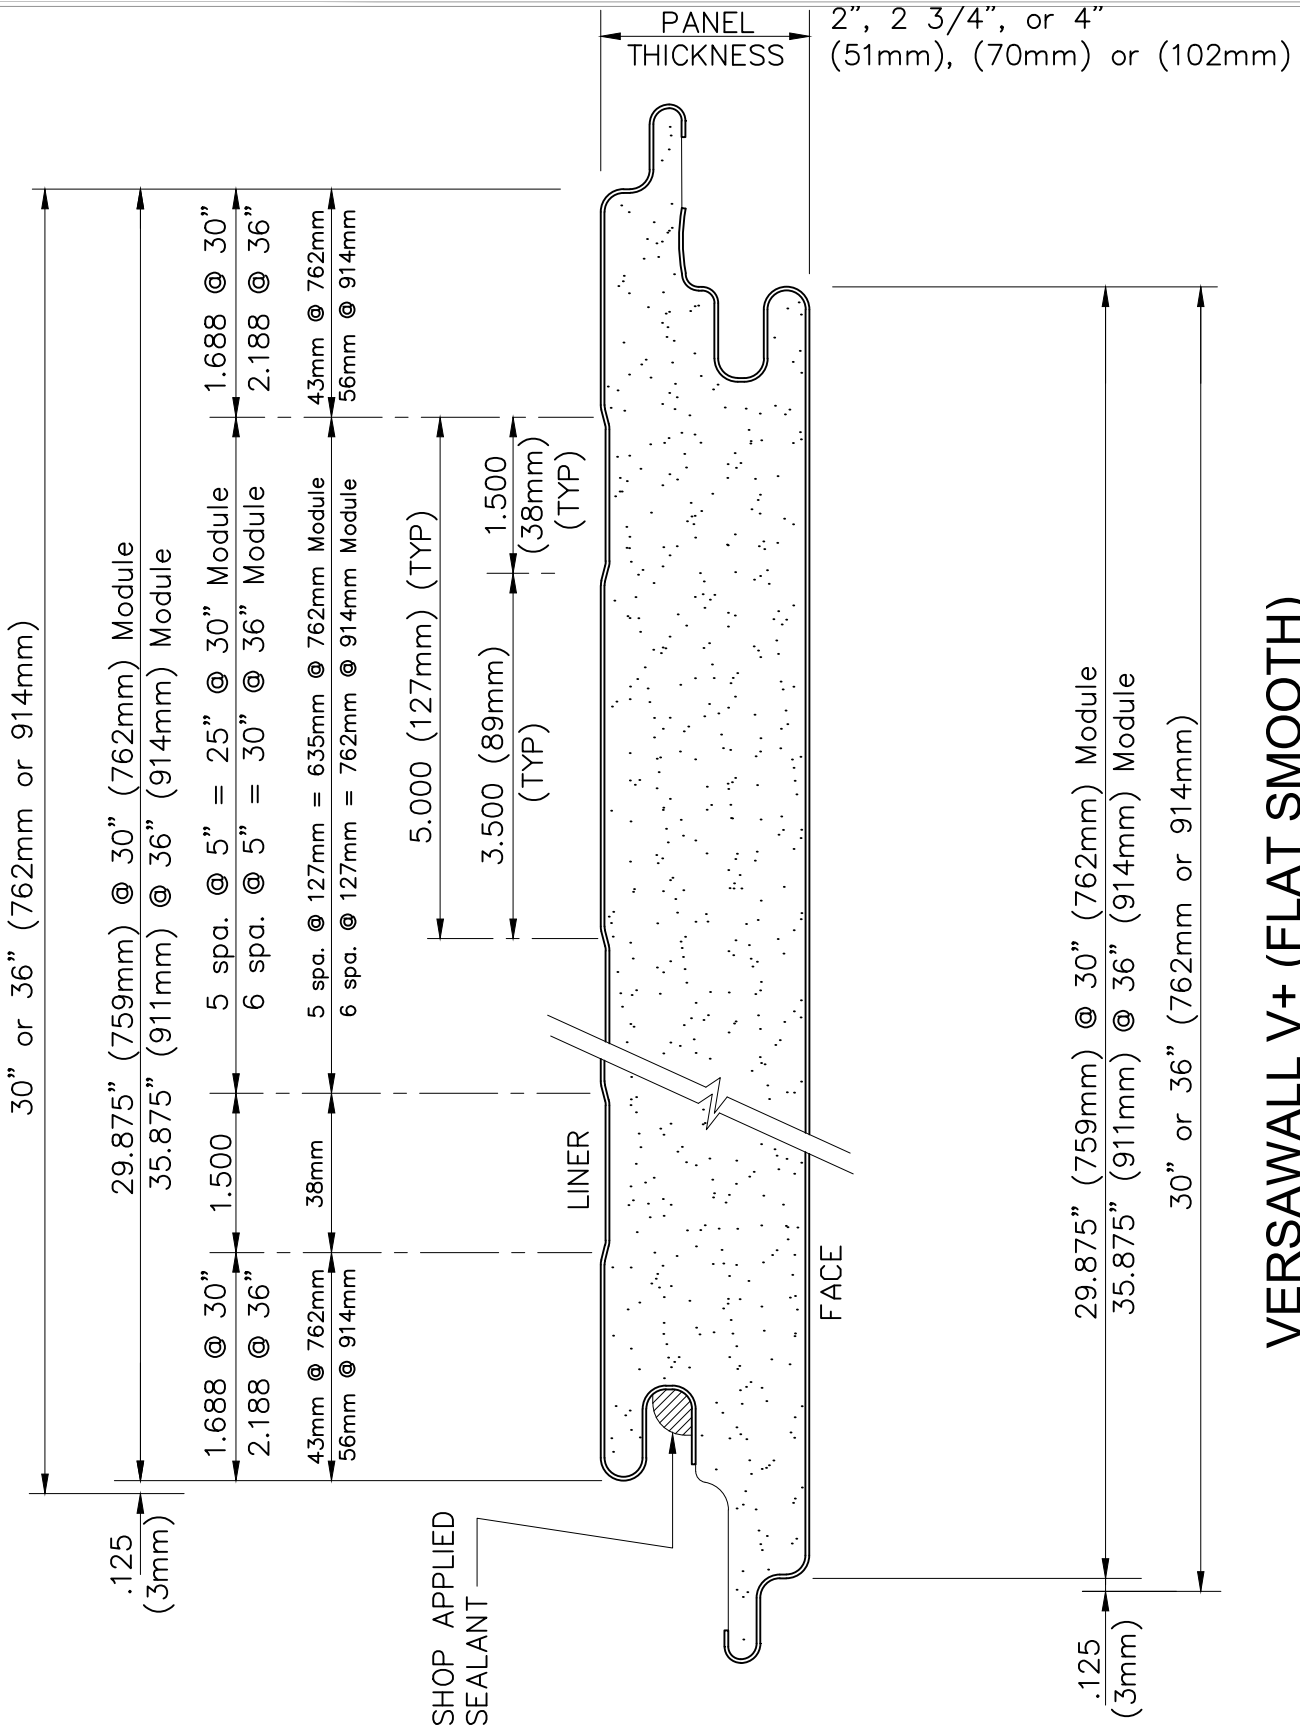 PANEL
THICKNESS
2”, 2 3/4”, or 4”
(51mm), (70mm) or (102mm)
30” or 36” (762mm or 914mm)
29.875” (759mm) @ 30” (762mm) Module
35.875” (911mm) @ 36” (914mm) Module
.125
(3mm)
1.688 @ 30”
2.188 @ 36”
1.500
5 spa. @ 5” = 25” @ 30” Module
6 spa. @ 5” = 30” @ 36” Module
1.688 @ 30”
2.188 @ 36”
43mm @ 762mm
56mm @ 914mm
38mm
5 spa. @ 127mm = 635mm @ 762mm Module
6 spa. @ 127mm = 762mm @ 914mm Module
43mm @ 762mm
56mm @ 914mm
5.000 (127mm) (TYP)
3.500 (89mm)
(TYP)
1.500
(38mm)
(TYP)
SHOP APPLIED
SEALANT
LINER
FACE
29.875” (759mm) @ 30” (762mm) Module
35.875” (911mm) @ 36” (914mm) Module
.125
(3mm)
30” or 36” (762mm or 914mm)
VERSAWALL V+ (FLAT SMOOTH)